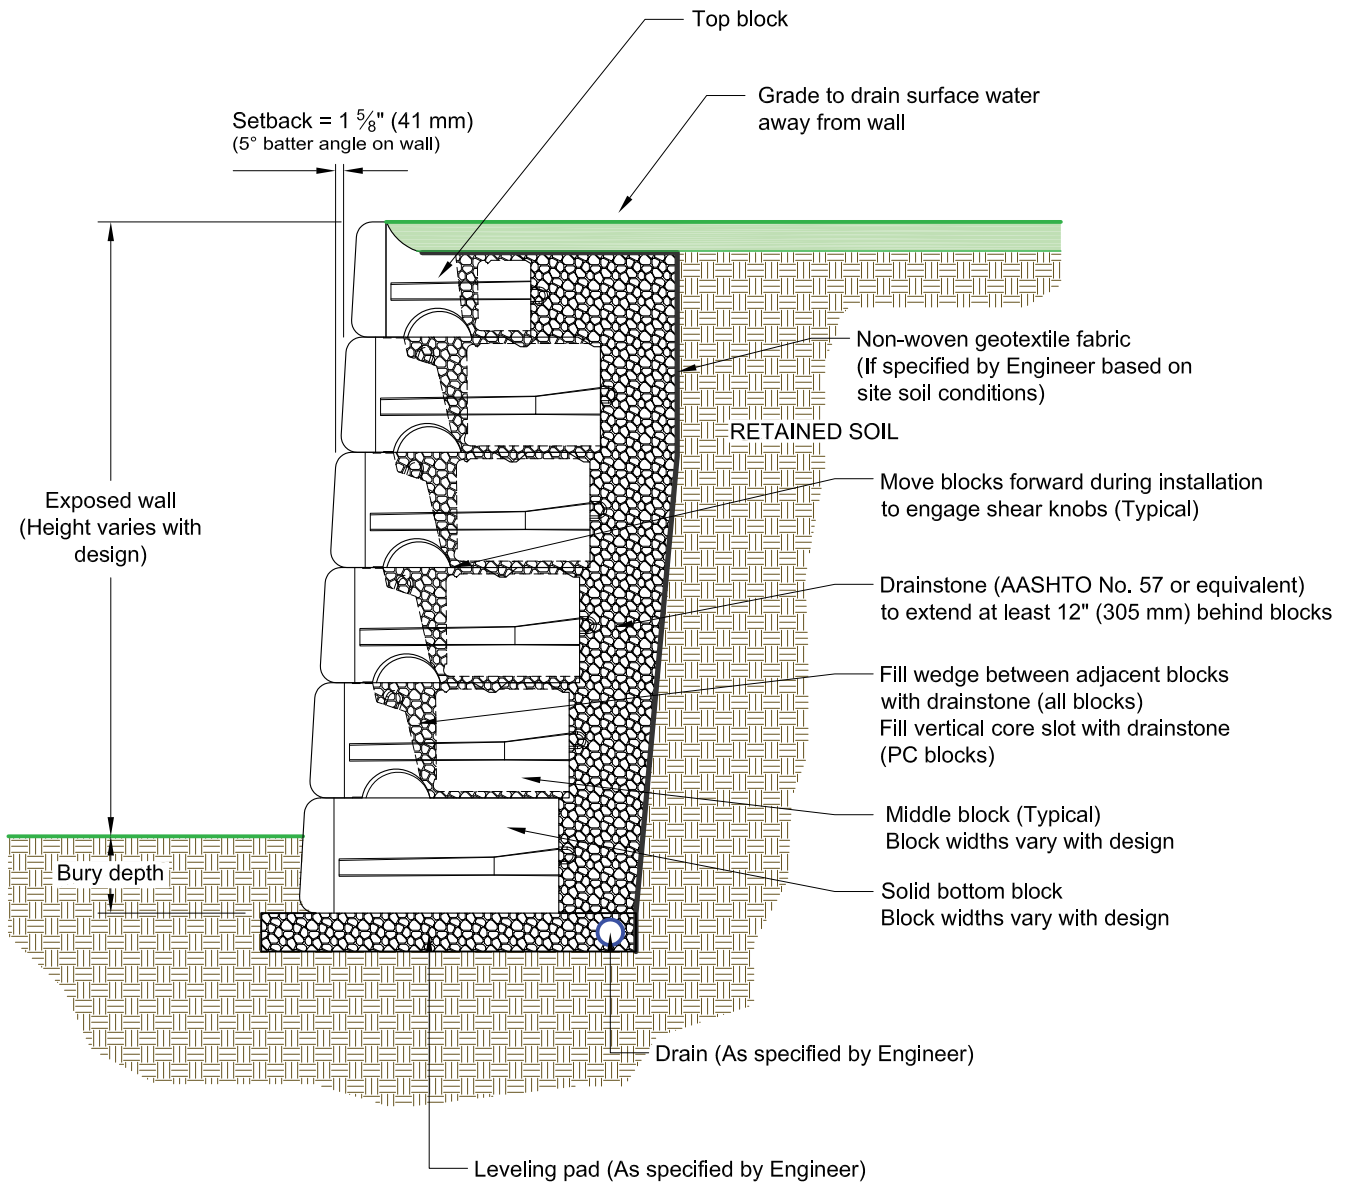 Top block
Grade to drain surface water
away from wall
Setback = 1 5/8" (41 mm)
(5° batter angle on wall)
Non-woven geotextile fabric
(If specified by Engineer based on
site soil conditions)
RETAINED SOIL
Move blocks forward during installation
to engage shear knobs (Typical)
Exposed wall
(Height varies with
design)
Drainstone (AASHTO No. 57 or equivalent)
to extend at least 12" (305 mm) behind blocks
Fill wedge between adjacent blocks
with drainstone (all blocks)
Fill vertical core slot with drainstone
(PC blocks)
Middle block (Typical)
Block widths vary with design
Bury depth
Solid bottom block
Block widths vary with design
Drain (As specified by Engineer)
Leveling pad (As specified by Engineer)